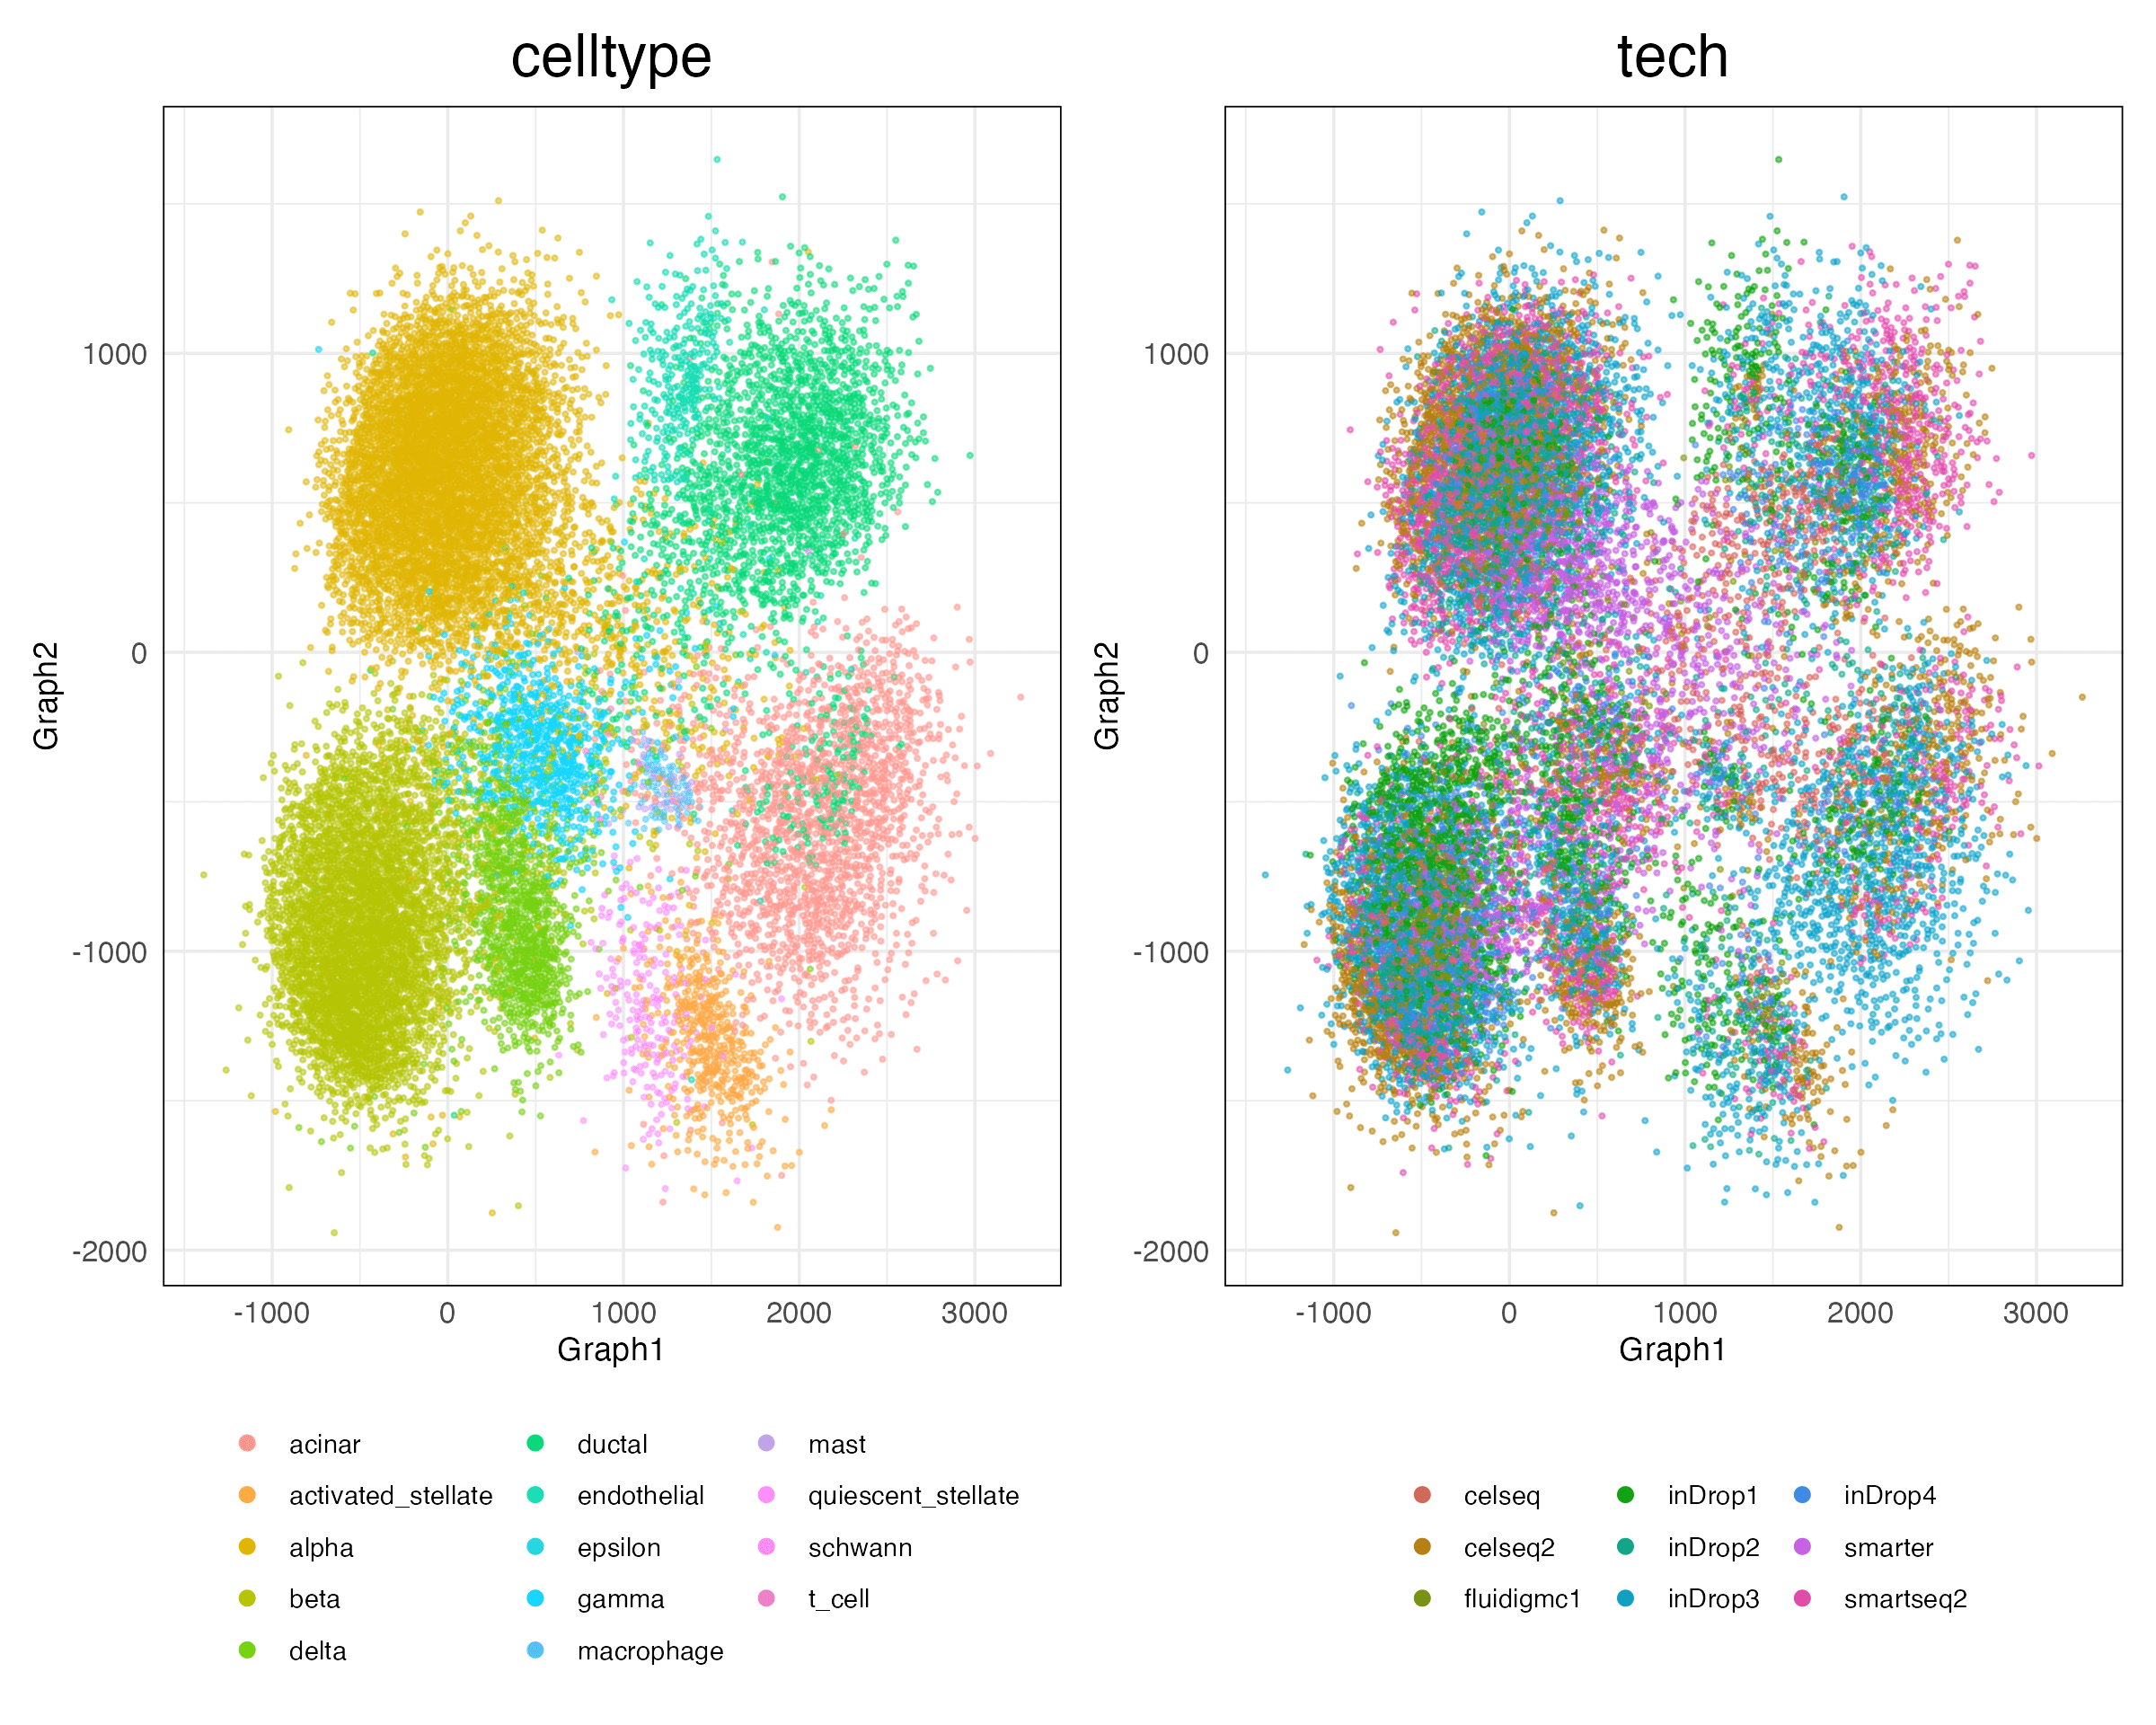 celltype
tech
1000
0
-1000
-2000
Graph2
-1000 0 1000 2000 3000
Graph1
1000
0
-1000
-2000
Graph2
-1000 0 1000 2000 3000
Graph1
acinar
activated_stellate
alpha
beta
delta
ductal
endothelial
epsilon
gamma
macrophage
mast
quiescent_stellate
schwann
t_cell
celseq
celseq2
fluidigmc1
inDrop1
inDrop2
inDrop3
inDrop4
smarter
smartseq2